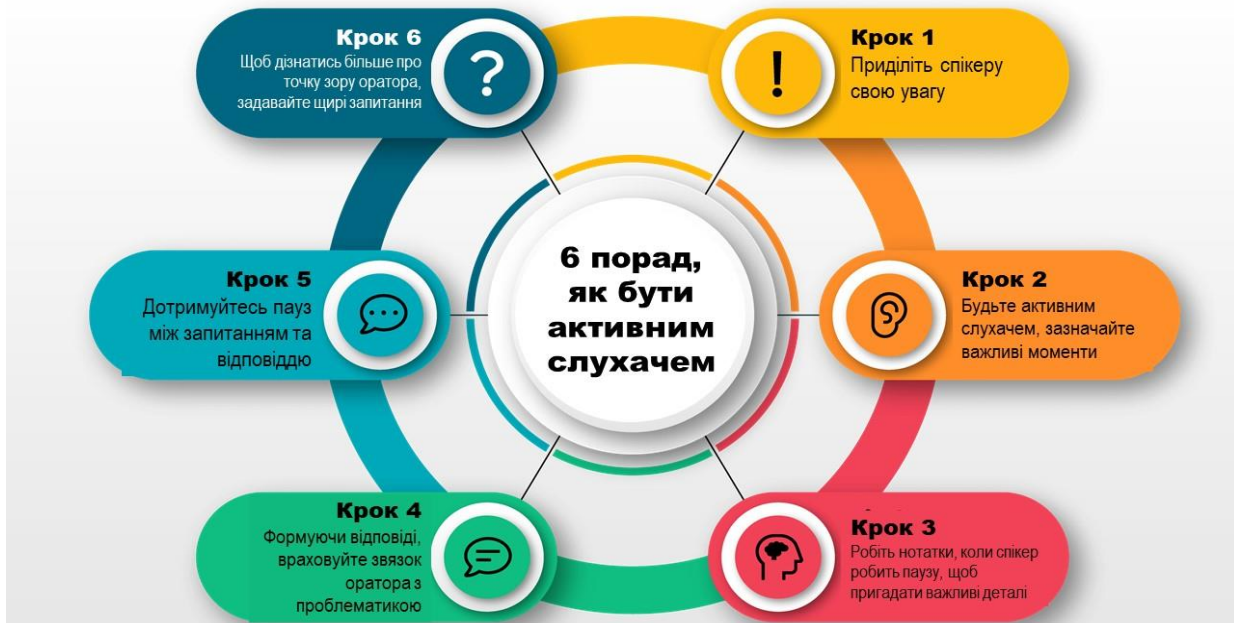 6 порад,
як бути
активним
слухачем
Крок 1
Приділіть спікеру
свою увагу
Крок 2
Будьте активним
слухачем, зазначайте
важливі моменти
Крок 3
Робіть нотатки, коли спікер
робить паузу, щоб
пригадати важливі деталі
Крок 4
Формуючи відповіді,
враховуйте звязок
оратора з
проблематикою
Крок 5
Дотримуйтесь пауз
між запитанням та
відповіддю
Крок 6
Щоб дізнатись більше про
точку зору оратора,
задавайте щирі запитання